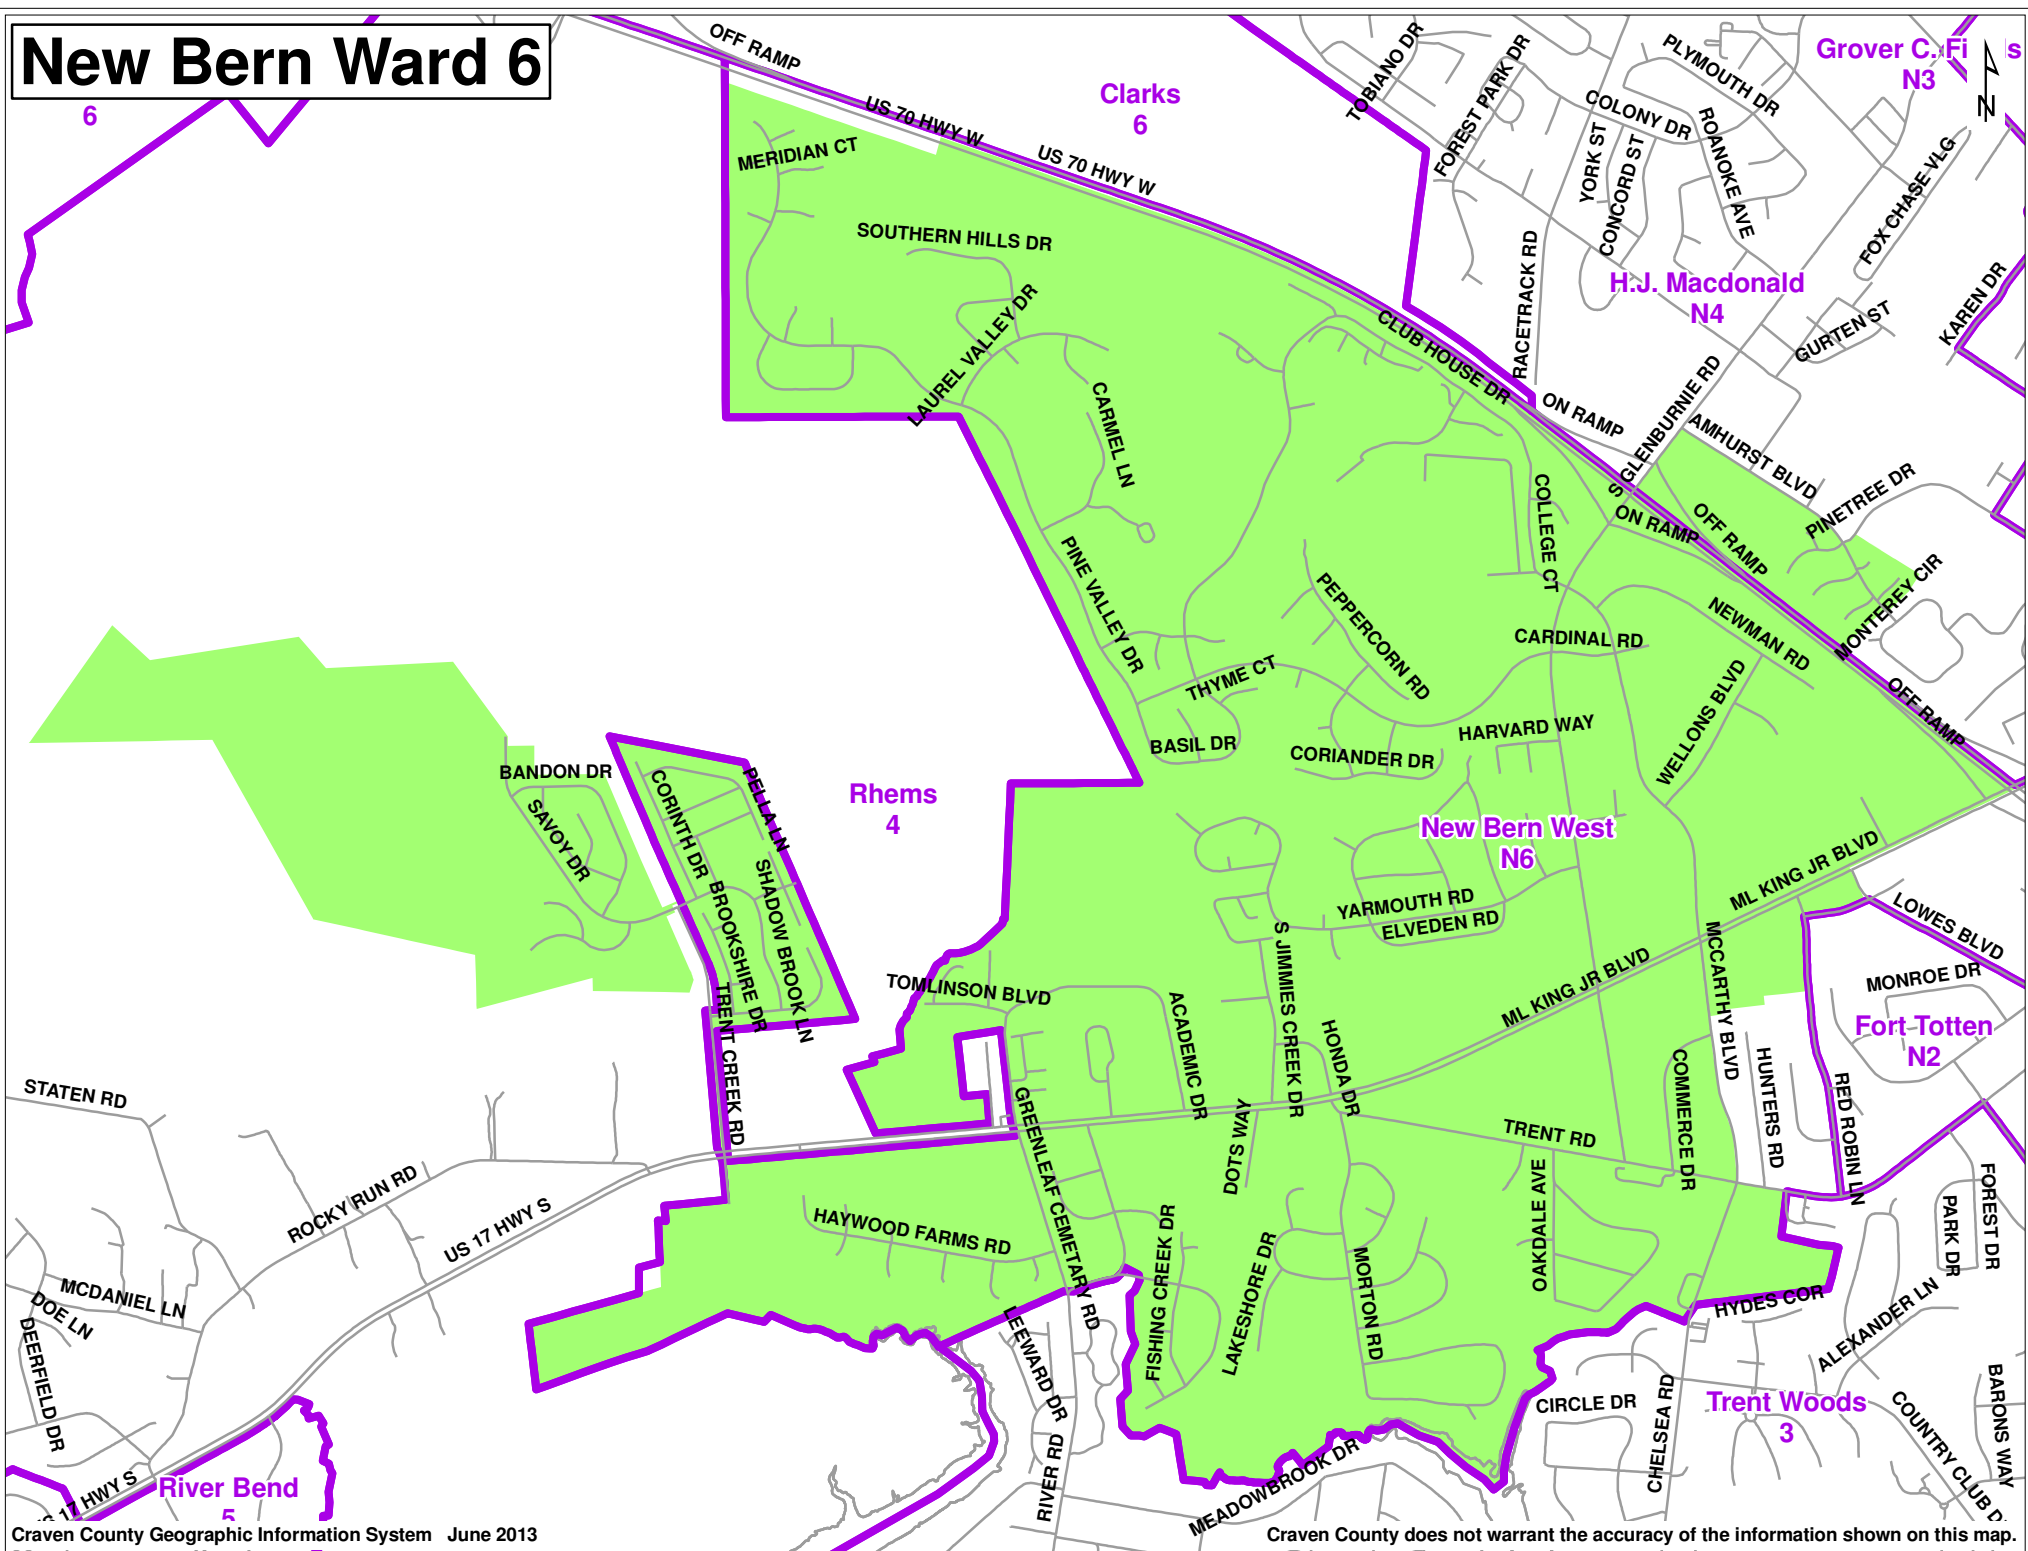 New Bern Ward 6
6
OFF RAMP
US 70 HWY W
US 70 HWY W
Clarks
6
TOBIANO DR
FOREST PARK DR
PLYMOUTH DR
COLONY DR
YORK ST
CONCORD ST
ROANOKE AVE
Grover C.
N3
N
FOX CHASE VLG
KAREN DR
H.J. Macdonald
N4
GURTEN ST
RACETRACK RD
MERIDIAN CT
SOUTHERN HILLS DR
LAUREL VALLEY DR
CARMEL LN
CLUB HOUSE DR
ON RAMP
S GLENBURNIE RD
AMHURST BLVD
PINETREE DR
ON RAMP
OFF RAMP
MONTEREY CIR
COLLEGE CT
PINE VALLEY DR
PEPPERCORN RD
CARDINAL RD
NEWMAN RD
OFF RAMP
THYME CT
BASIL DR
CORIANDER DR
HARVARD WAY
WELLONS BLVD
BANDON DR
SAVOY DR
CORINTH DR
PELLA LN
BROOKSHIRE DR
SHADOW BROOK LN
TRENT CREEK RD
Rhems
4
New Bern West
N6
YARMOUTH RD
ELVEDEN RD
ML KING JR BLVD
ML KING JR BLVD
LOWES BLVD
MONROE DR
Fort Totten
N2
MCCARTHY BLVD
TOMLINSON BLVD
ACADEMIC DR
S JIMMIES CREEK DR
HONDA DR
DOTS WAY
TRENT RD
COMMERCE DR
HUNTERS RD
RED ROBIN LN
STATEN RD
ROCKY RUN RD
US 17 HWY S
HAYWOOD FARMS RD
GREENLEAF CEMETARY RD
FISHING CREEK DR
LAKESHORE DR
MORTON RD
OAKDALE AVE
HYDES COR
PARK DR
FOREST DR
ALEXANDER LN
MCDANIEL LN
DOE LN
DEERFIELD DR
LEEWARD DR
RIVER RD
MEADOWBROOK DR
CIRCLE DR
CHELSEA RD
Trent Woods
3
COUNTRY CLUB
BARONS WAY
17 HWY S
River Bend
5
Craven County Geographic Information System June 2013
Craven County does not warrant the accuracy of the information shown on this map.